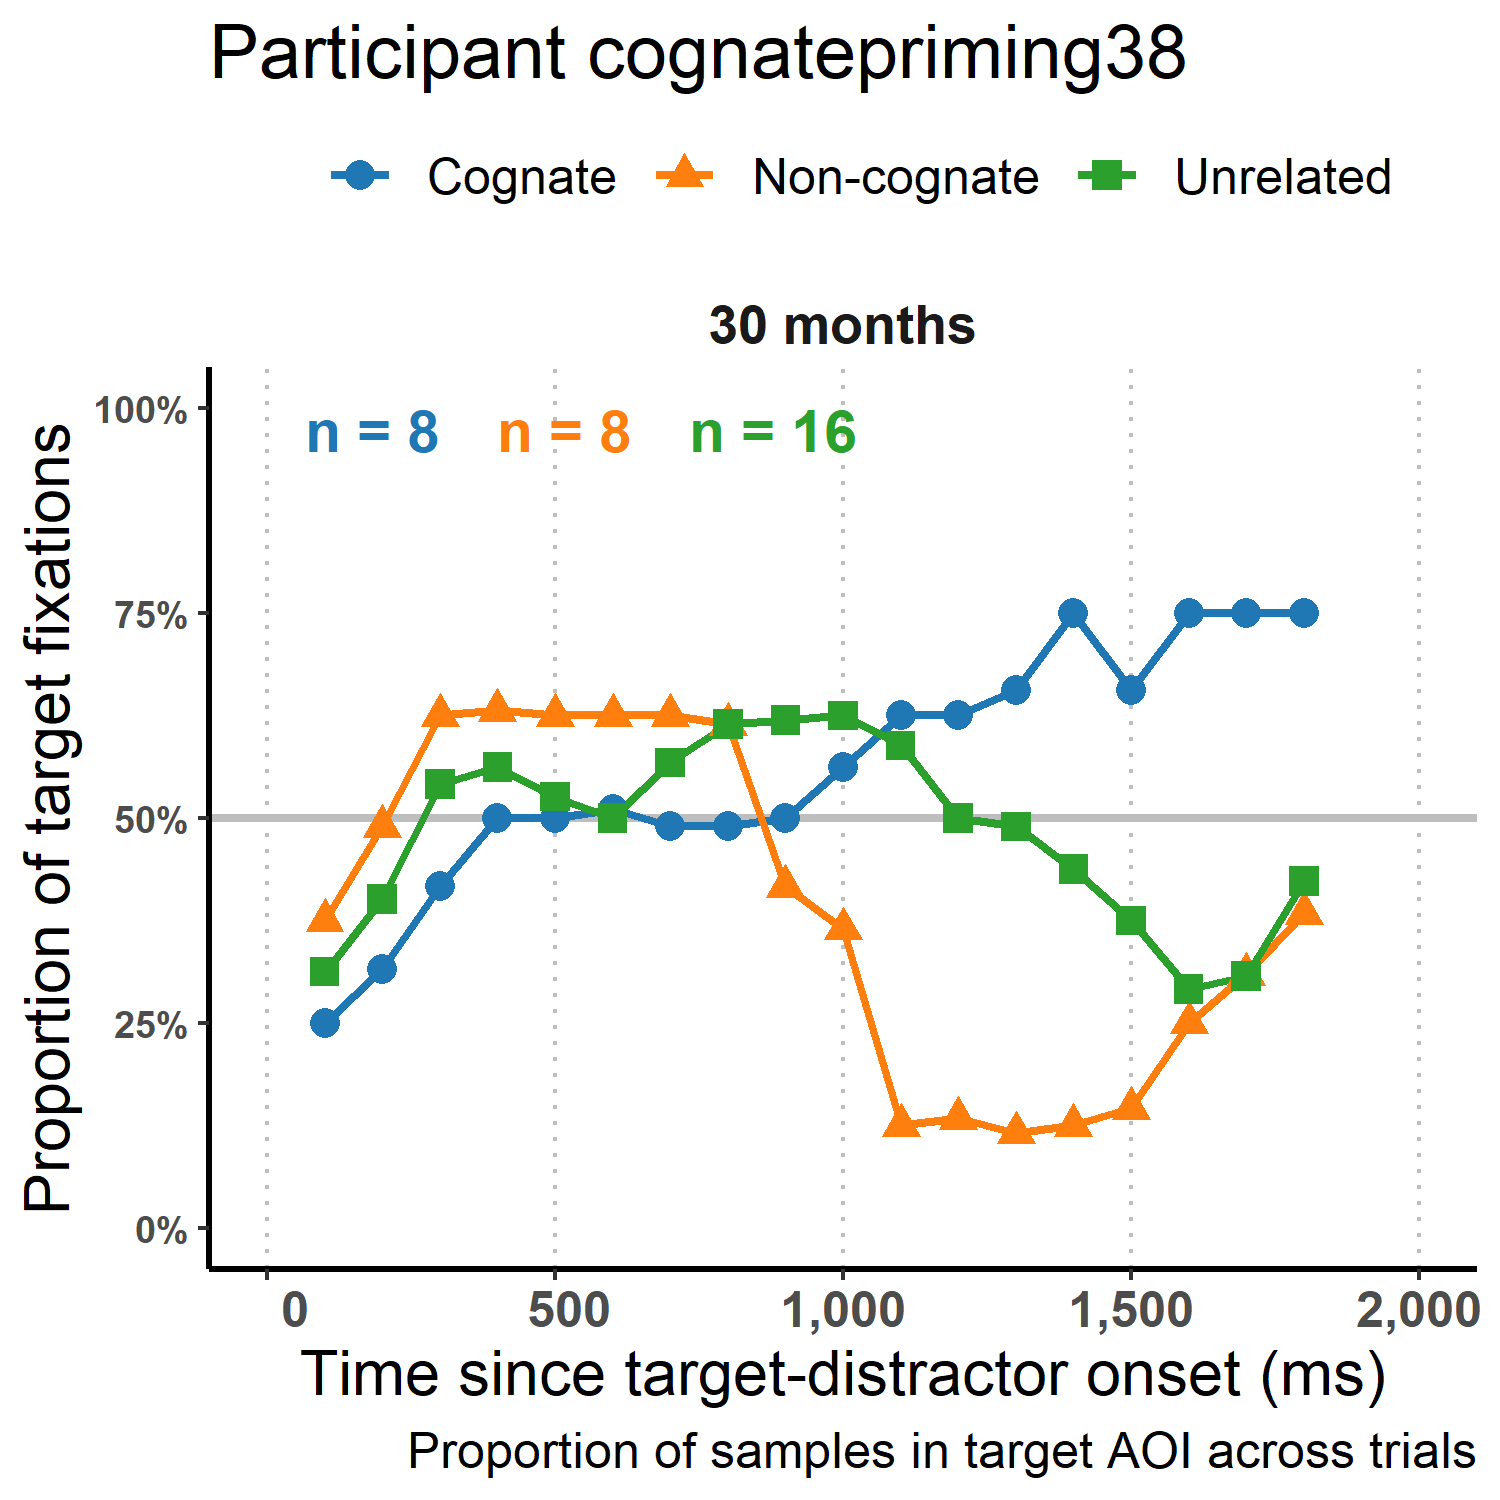 Participant cognatepriming38
Cognate Non-cognate Unrelated
30 months
n = 8 n = 8 n = 16
Proportion of target fixations
100%
75%
50%
25%
0%
0 500 1,000 1,500 2,000
Time since target-distractor onset (ms)
Proportion of samples in target AOI across trials